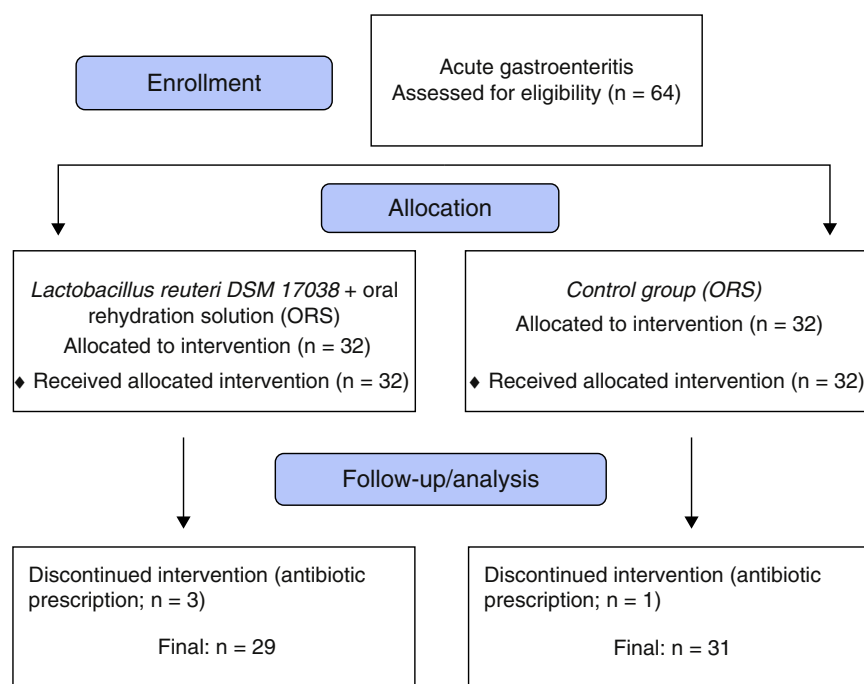 Enrollment
Acute gastroenteritis
Assessed for eligibility (n = 64)
Allocation
Lactobacillus reuteri DSM 17038 + oral
rehydration solution (ORS)
Allocated to intervention (n = 32)
♦ Received allocated intervention (n = 32)
Control group (ORS)
Allocated to intervention (n = 32)
♦ Received allocated intervention (n = 32)
Follow-up/analysis
Discontinued intervention (antibiotic
prescription; n = 3)
Final: n = 29
Discontinued intervention (antibiotic
prescription; n = 1)
Final: n = 31